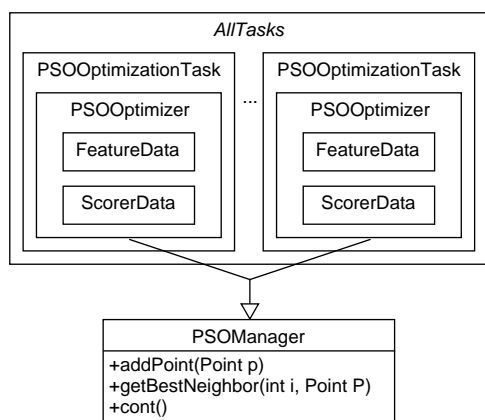 AllTasks
PSOOptimizationTask
PSOOptimizer
FeatureData
ScorerData
...
PSOOptimizationTask
PSOOptimizer
FeatureData
ScorerData
PSOManager
+addPoint(Point p)
+getBestNeighbor(int i, Point P)
+cont()